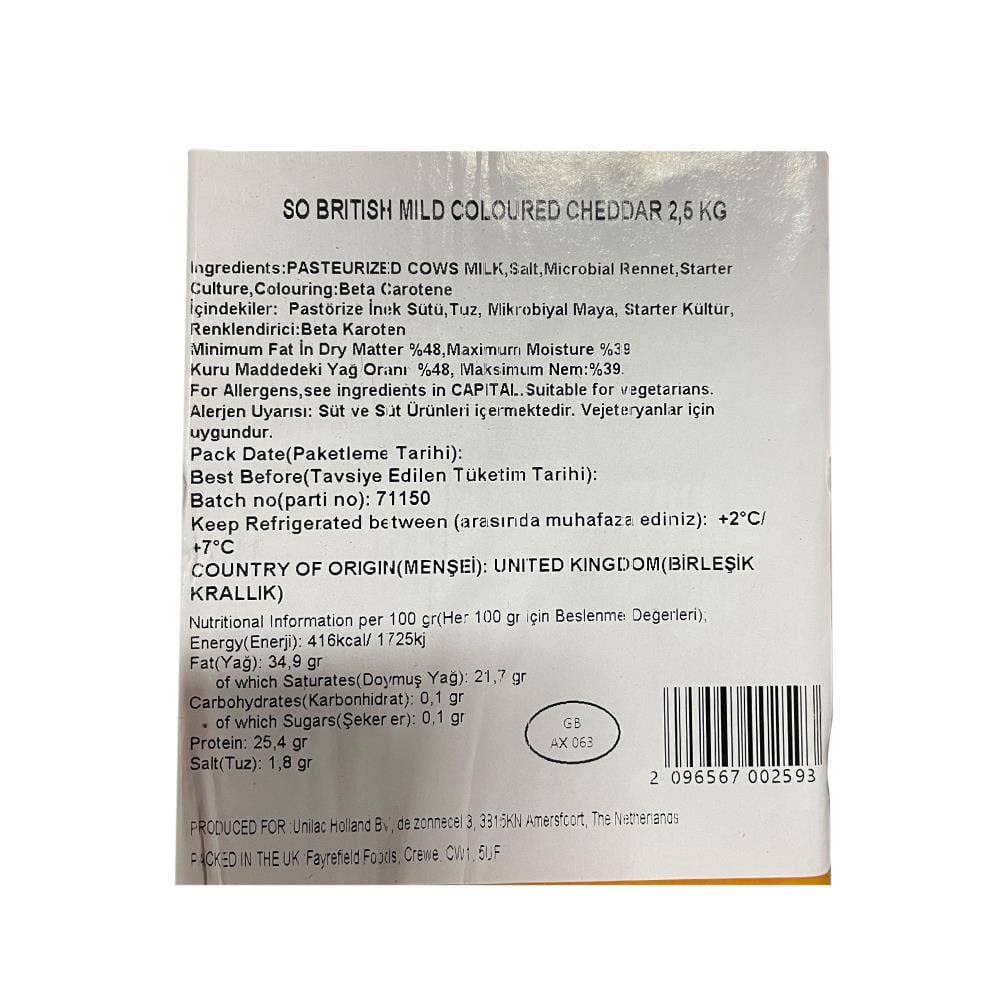 SO BRITISH MILD COLOURED CHEDDAR 2,5 KG
Ingredients:PASTEURIZED COWS MILK,Salt,Microbial Rennet,Starter
Culture,Colouring:Beta Carotene
İçindekiler: Pastörize İnek Sütü,Tuz, Mikrobiyal Maya, Starter Kültür,
Renklendirici:Beta Karoten
Minimum Fat İn Dry Matter %48,Maximum Moisture %39
Kuru Maddedeki Yağ Oranı %48, Maksimum Nem:%39.
For Allergens,see ingredients in CAPITAL.Suitable for vegetarians.
Alerjen Uyarısı: Süt ve Süt Ürünleri içermektedir. Vejeteryanlar için
uygundur.
Pack Date(Paketleme Tarihi):
Best Before(Tavsiye Edilen Tüketim Tarihi):
Batch no(parti no): 71150
Keep Refrigerated between (arasında muhafaza ediniz): +2°C/
+7°C
COUNTRY OF ORIGIN(MENŞEİ): UNITED KINGDOM(BİRLEŞİK
KRALLIK)
Nutritional Information per 100 gr(Her 100 gr için Beslenme Değerleri);
Energy(Enerji): 416kcal/ 1725kj
Fat(Yağ): 34,9 gr
of which Saturates(Doymuş Yağ): 21,7 gr
Carbohydrates(Karbonhidrat): 0,1 gr
of which Sugars(Şekerler): 0,1 gr
Protein: 25,4 gr
Salt(Tuz): 1,8 gr
GB
AX 063
2 096567 002593
PRODUCED FOR :Unilac Holland BV, de zonnecel 3, 3815KN Amersfoort, The Netherlands
PACKED IN THE UK :Fayrefield Foods, Crewe, CW1, 5UF